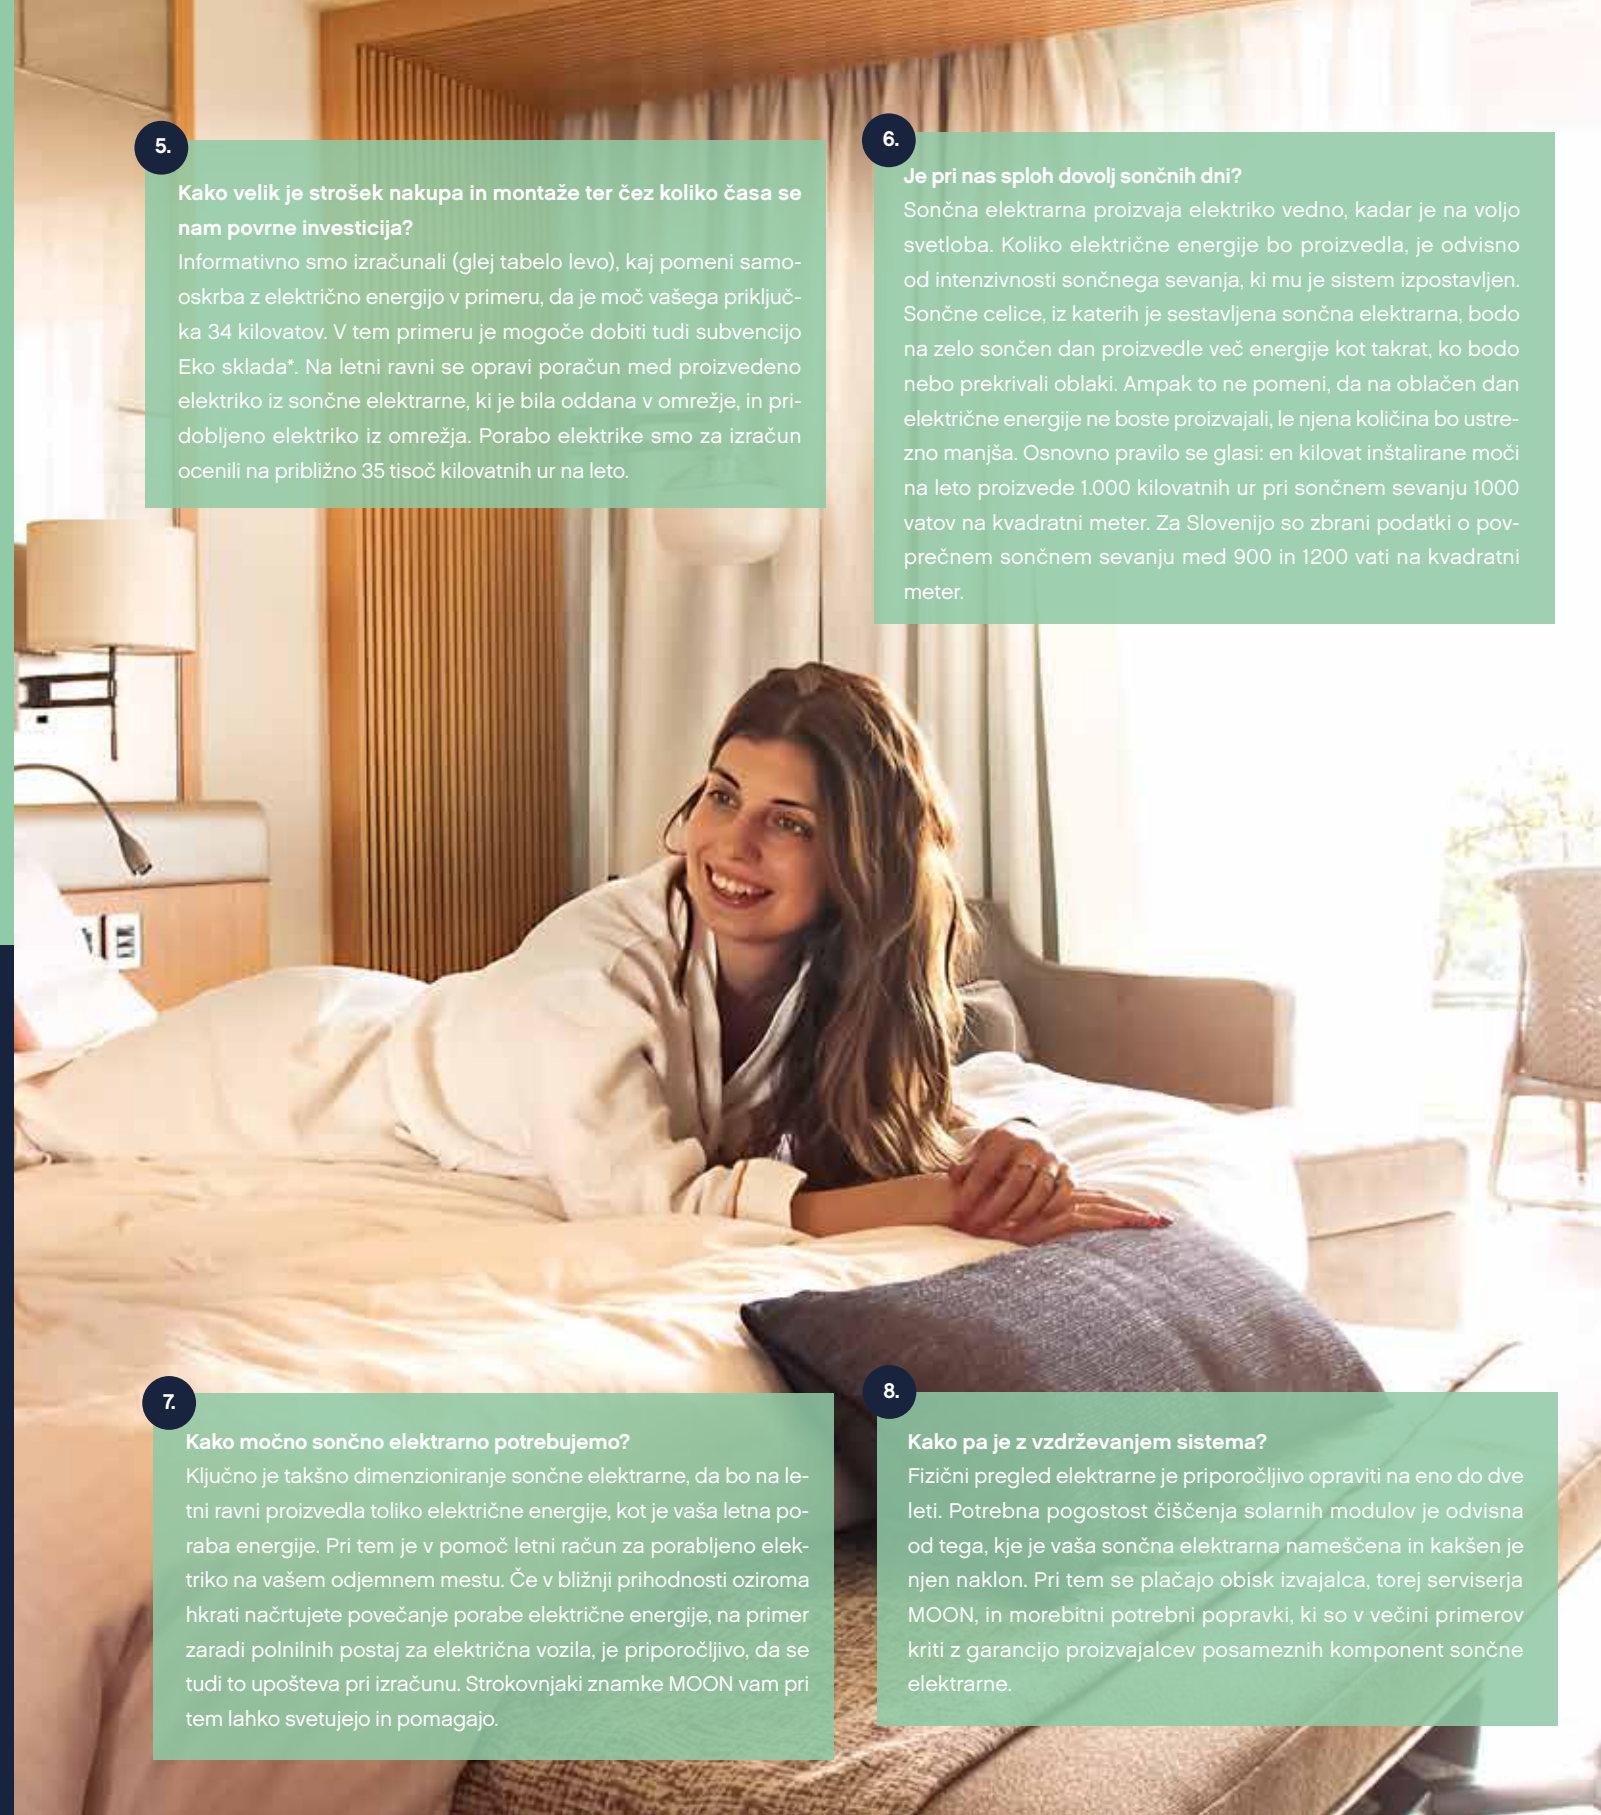 5.
Kako velik je strošek nakupa in montaže ter čez koliko časa se
nam povrne investicija?
Informativno smo izračunali (glej tabelo levo), kaj pomeni samo-
oskrba z električno energijo v primeru, da je moč vašega priključ-
ka 34 kilovatov. V tem primeru je mogoče dobiti tudi subvencijo
Eko sklada*. Na letni ravni se opravi poračun med proizvedeno
elektriko iz sončne elektrarne, ki je bila oddana v omrežje, in pri-
dobljeno elektriko iz omrežja. Porabo elektrike smo za izračun
ocenili na približno 35 tisoč kilovatnih ur na leto.
6.
Je pri nas sploh dovolj sončnih dni?
Sončna elektrarna proizvaja elektriko vedno, kadar je na voljo
svetloba. Koliko električne energije bo proizvedla, je odvisno
od intenzivnosti sončnega sevanja, ki mu je sistem izpostavljen.
Sončne celice, iz katerih je sestavljena sončna elektrarna, bodo
na zelo sončen dan proizvedle več energije kot takrat, ko bodo
nebo prekrivali oblaki. Ampak to ne pomeni, da na oblačen dan
električne energije ne boste proizvajali, le njena količina bo ustre-
zno manjša. Osnovno pravilo se glasi: en kilovat inštalirane moči
na leto proizvede 1.000 kilovatnih ur pri sončnem sevanju 1000
vatov na kvadratni meter. Za Slovenijo so zbrani podatki o pov-
prečnem sončnem sevanju med 900 in 1200 vati na kvadratni
meter.
7.
Kako močno sončno elektrarno potrebujemo?
Ključno je takšno dimenzioniranje sončne elektrarne, da bo na le-
tni ravni proizvedla toliko električne energije, kot je vaša letna po-
raba energije. Pri tem je v pomoč letni račun za porabljeno elek-
triko na vašem odjemnem mestu. Če v bližnji prihodnosti oziroma
hkrati načrtujete povečanje porabe električne energije, na primer
zaradi polnilnih postaj za električna vozila, je priporočljivo, da se
tudi to upošteva pri izračunu. Strokovnjaki znamke MOON vam pri
tem lahko svetujejo in pomagajo.
8.
Kako pa je z vzdrževanjem sistema?
Fizični pregled elektrarne je priporočljivo opraviti na eno do dve
leti. Potrebna pogostost čiščenja solarnih modulov je odvisna
od tega, kje je vaša sončna elektrarna nameščena in kakšen je
njen naklon. Pri tem se plačajo obisk izvajalca, torej serviserja
MOON, in morebitni potrebni popravki, ki so v večini primerov
kriti z garancijo proizvajalcev posameznih komponent sončne
elektrarne.